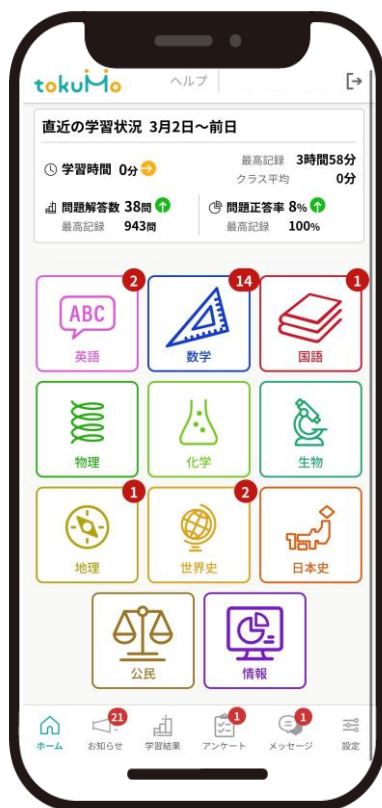 tokuMo ヘルプ
直近の学習状況 3月2日～前日
学習時間 0分
最高記録 3時間58分
クラス平均 0分
問題解答数 38問
最高記録 943問
問題正答率 8%
最高記録 100%
2
14
1
ABC
英語
数学
国語
物理
化学
生物
1
2
地理
世界史
日本史
公民
情報
21
1
1
ホーム
お知らせ
学習結果
アンケート
メッセージ
設定